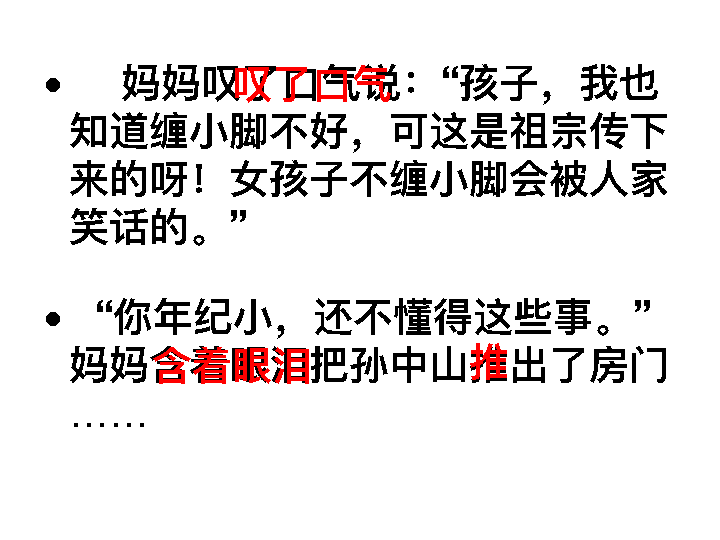 • 妈妈叹了口气说：“孩子，我也
知道缠小脚不好，可这是祖宗传下
来的呀！女孩子不缠小脚会被人家
笑话的。”
• “你年纪小，还不懂得这些事。”
妈妈含着眼泪把孙中山推出了房门
……